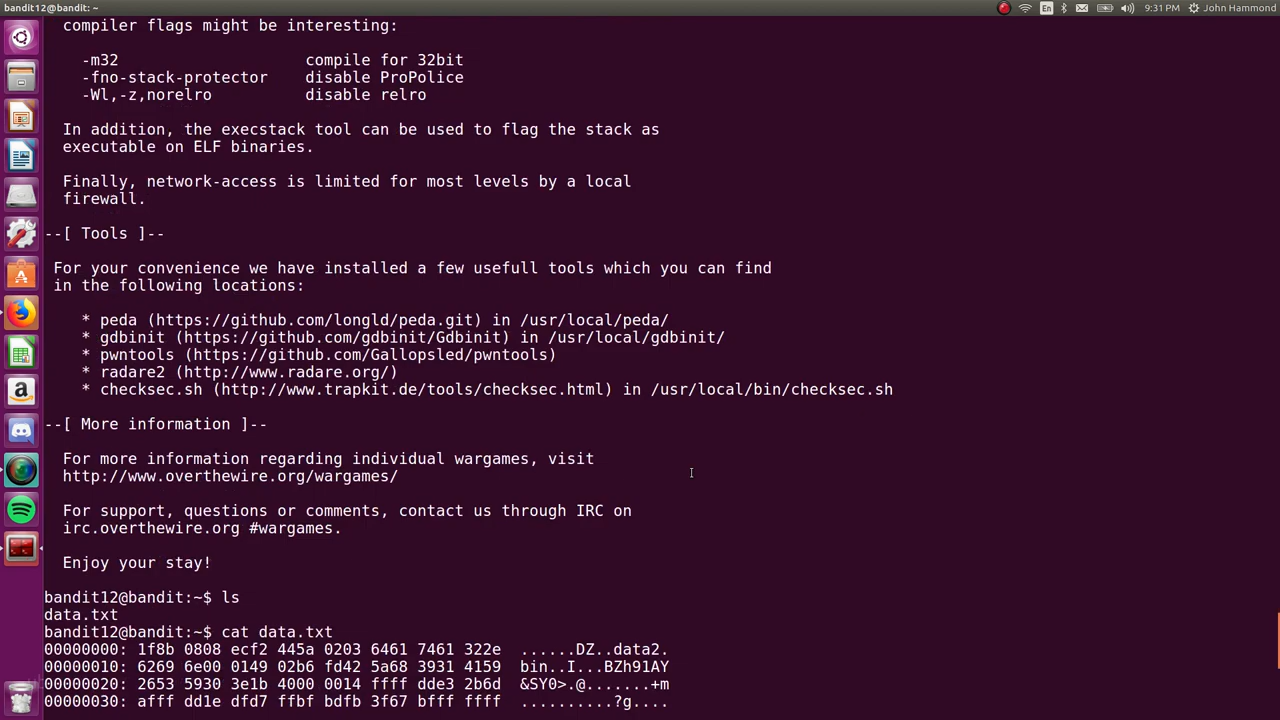 bandit12@bandit: ~
En
9:31 PM
John Hammond
compiler flags might be interesting:
-m32 compile for 32bit
-fno-stack-protector disable ProPolice
-Wl,-z,norelro disable relro
In addition, the execstack tool can be used to flag the stack as
executable on ELF binaries.
Finally, network-access is limited for most levels by a local
firewall.
--[ Tools ]--
For your convenience we have installed a few usefull tools which you can find
in the following locations:
* peda (https://github.com/longld/peda.git) in /usr/local/peda/
* gdbinit (https://github.com/gdbinit/Gdbinit) in /usr/local/gdbinit/
* pwntools (https://github.com/Gallopsled/pwntools)
* radare2 (http://www.radare.org/)
* checksec.sh (http://www.trapkit.de/tools/checksec.html) in /usr/local/bin/checksec.sh
--[ More information ]--
For more information regarding individual wargames, visit
http://www.overthewire.org/wargames/
For support, questions or comments, contact us through IRC on
irc.overthewire.org #wargames.
Enjoy your stay!
bandit12@bandit:~$ ls
data.txt
bandit12@bandit:~$ cat data.txt
00000000: 1f8b 0808 ecf2 445a 0203 6461 7461 322e ......DZ..data2.
00000010: 6269 6e00 0149 02b6 fd42 5a68 3931 4159 bin..I...BZh91AY
00000020: 2653 5930 3e1b 4000 0014 ffff dde3 2b6d &SY0>.@.......+m
00000030: afff dd1e dfd7 ffbf bdfb 3f67 bfff ffff ..........?g....